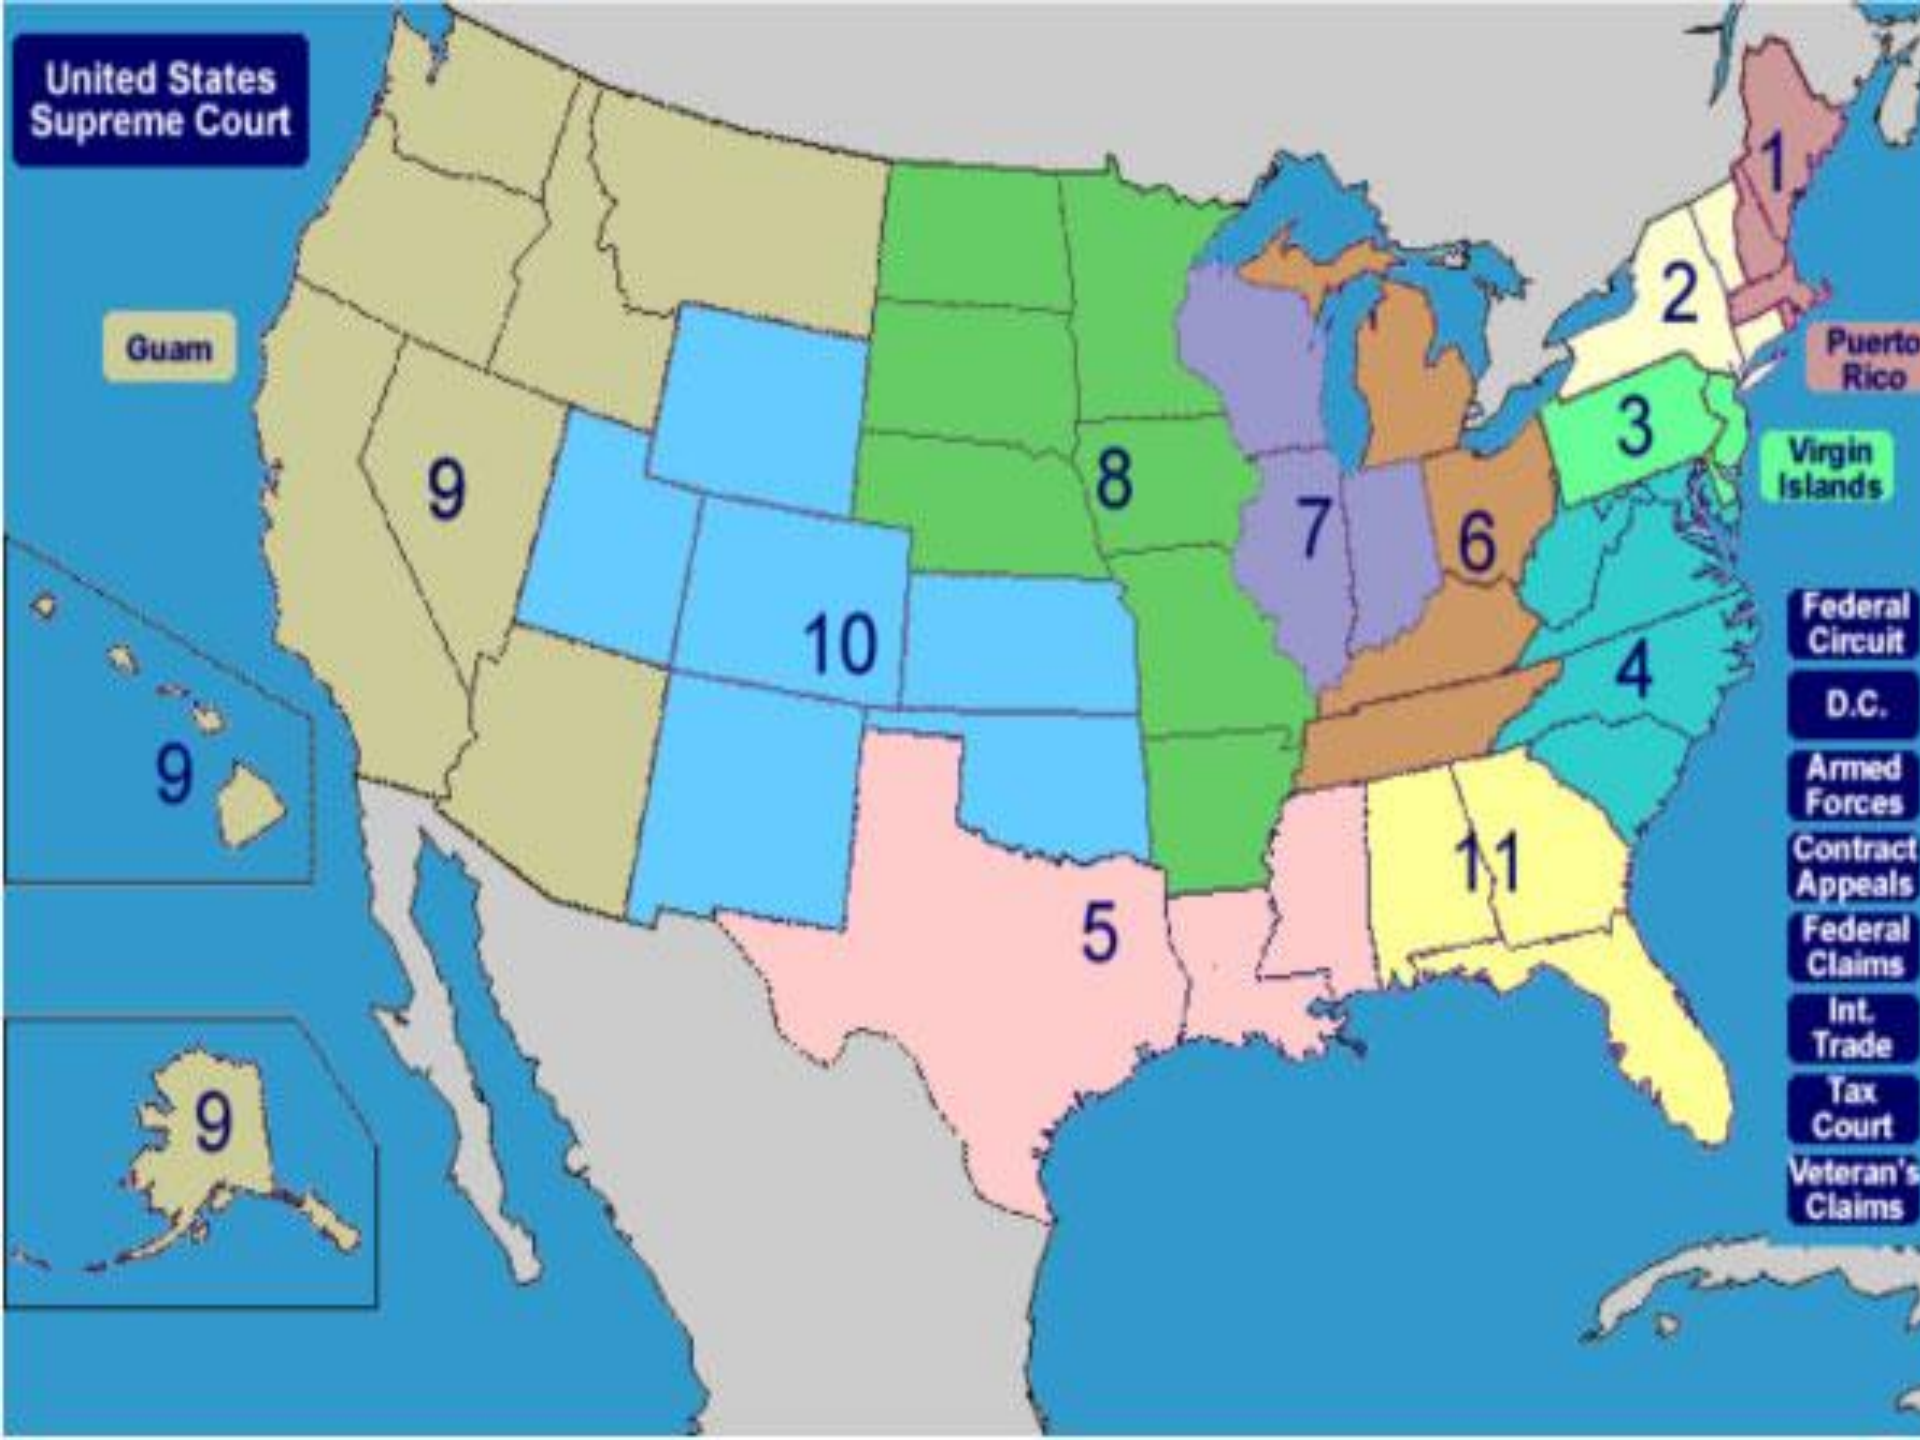 United States
Supreme Court
1
2
Guam
Puerto
Rico
3
9
8
Virgin
Islands
7
6
10
4
Federal
Circuit
D.C.
9
Armed
Forces
11
Contract
Appeals
5
Federal
Claims
Int.
Trade
9
Tax
Court
Veteran's
Claims